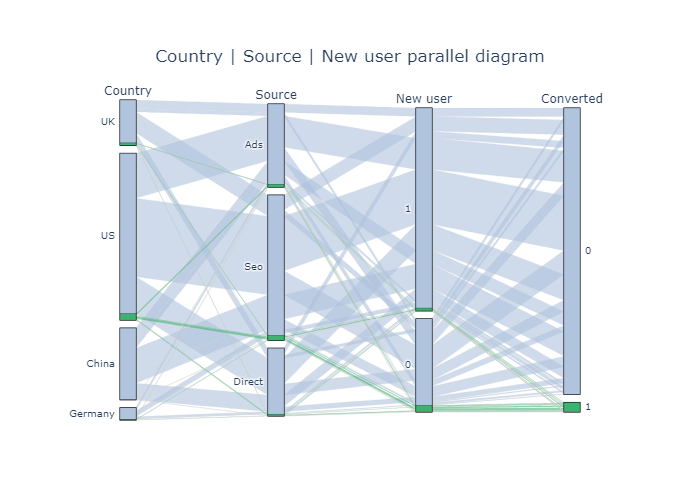 Country | Source | New user parallel diagram
Country
Source
New user
Converted
UK
US
China
Germany
Ads
Seo
Direct
1
0
0
1